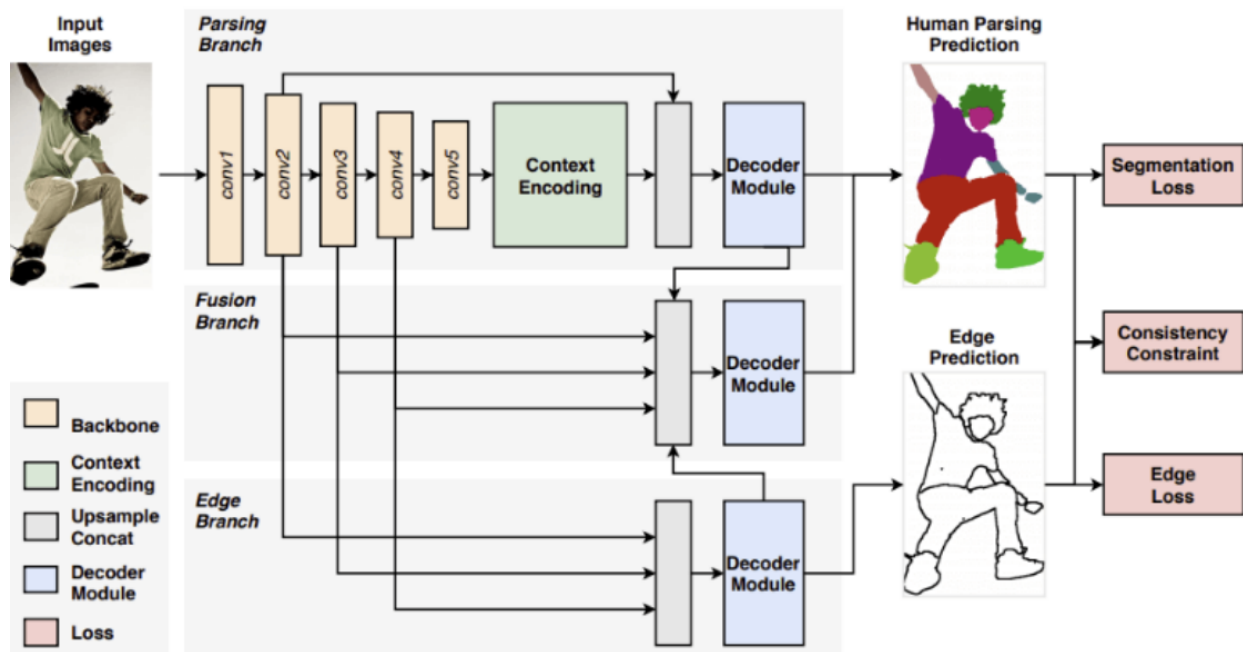 Input
Images
Parsing
Branch
conv1
conv2
conv3
conv4
conv5
Context
Encoding
Decoder
Module
Human Parsing
Prediction
Segmentation
Loss
Fusion
Branch
Decoder
Module
Edge
Prediction
Consistency
Constraint
Edge
Branch
Decoder
Module
Edge
Loss
Backbone
Context
Encoding
Upsample
Concat
Decoder
Module
Loss